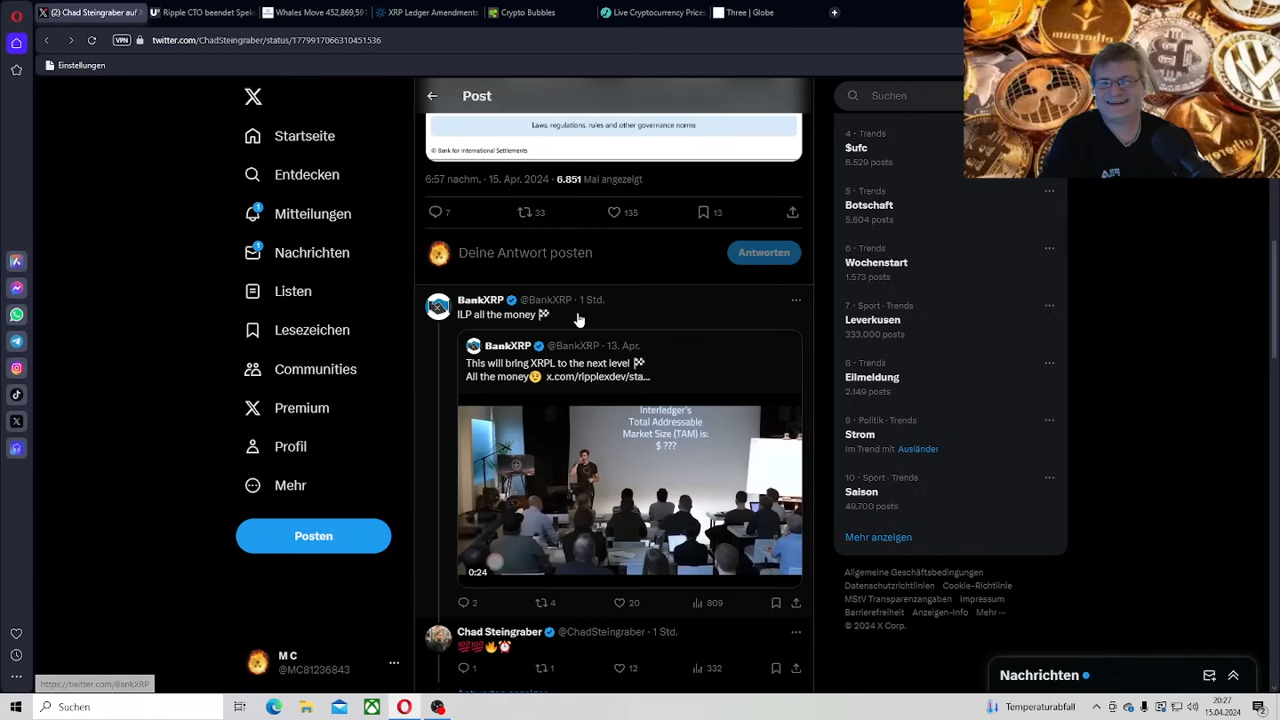 (2) Chad Steingraber auf
Ripple CTO beendet Spek
Whales Move 452,869,591
XRP Ledger Amendments
Crypto Bubbles
Live Cryptocurrency Price
Three | Globe
VPN
twitter.com/ChadSteingraber/status/1779917066310451536
Einstellungen
Startseite
Entdecken
1
Mitteilungen
1
Nachrichten
Listen
Lesezeichen
Communities
Premium
Profil
Mehr
Posten
M C
@MC81236843
https://twitter.com/BankXRP
Post
Laws, regulations, rules and other governance norms
© Bank for International Settlements
6:57 nachm. · 15. Apr. 2024 · 6.851 Mal angezeigt
7 33 135 13
Deine Antwort posten
Antworten
BankXRP @BankXRP · 1 Std.
ILP all the money
BankXRP @BankXRP · 13. Apr.
This will bring XRPL to the next level
All the money x.com/ripplexdev/sta...
Interledger's
Total Addressable
Market Size (TAM) is:
$ ???
0:24
2 4 20 809
Chad Steingraber @ChadSteingraber · 1 Std.
💯💯🔥⏰
1 1 12 332
Suchen
4 · Trends
$ufc
6.529 posts
5 · Trends
Botschaft
5.604 posts
6 · Trends
Wochenstart
1.573 posts
7 · Sport · Trends
Leverkusen
333.000 posts
8 · Trends
Eilmeldung
2.149 posts
9 · Politik · Trends
Strom
Im Trend mit Ausländer
10 · Sport · Trends
Saison
49.700 posts
Mehr anzeigen
Allgemeine Geschäftsbedingungen
Datenschutzrichtlinien Cookie-Richtlinie
MStV Transparenzangaben Impressum
Barrierefreiheit Anzeigen-Info Mehr ···
© 2024 X Corp.
Nachrichten
Suchen
Temperaturabfall
20:27
15.04.2024
2